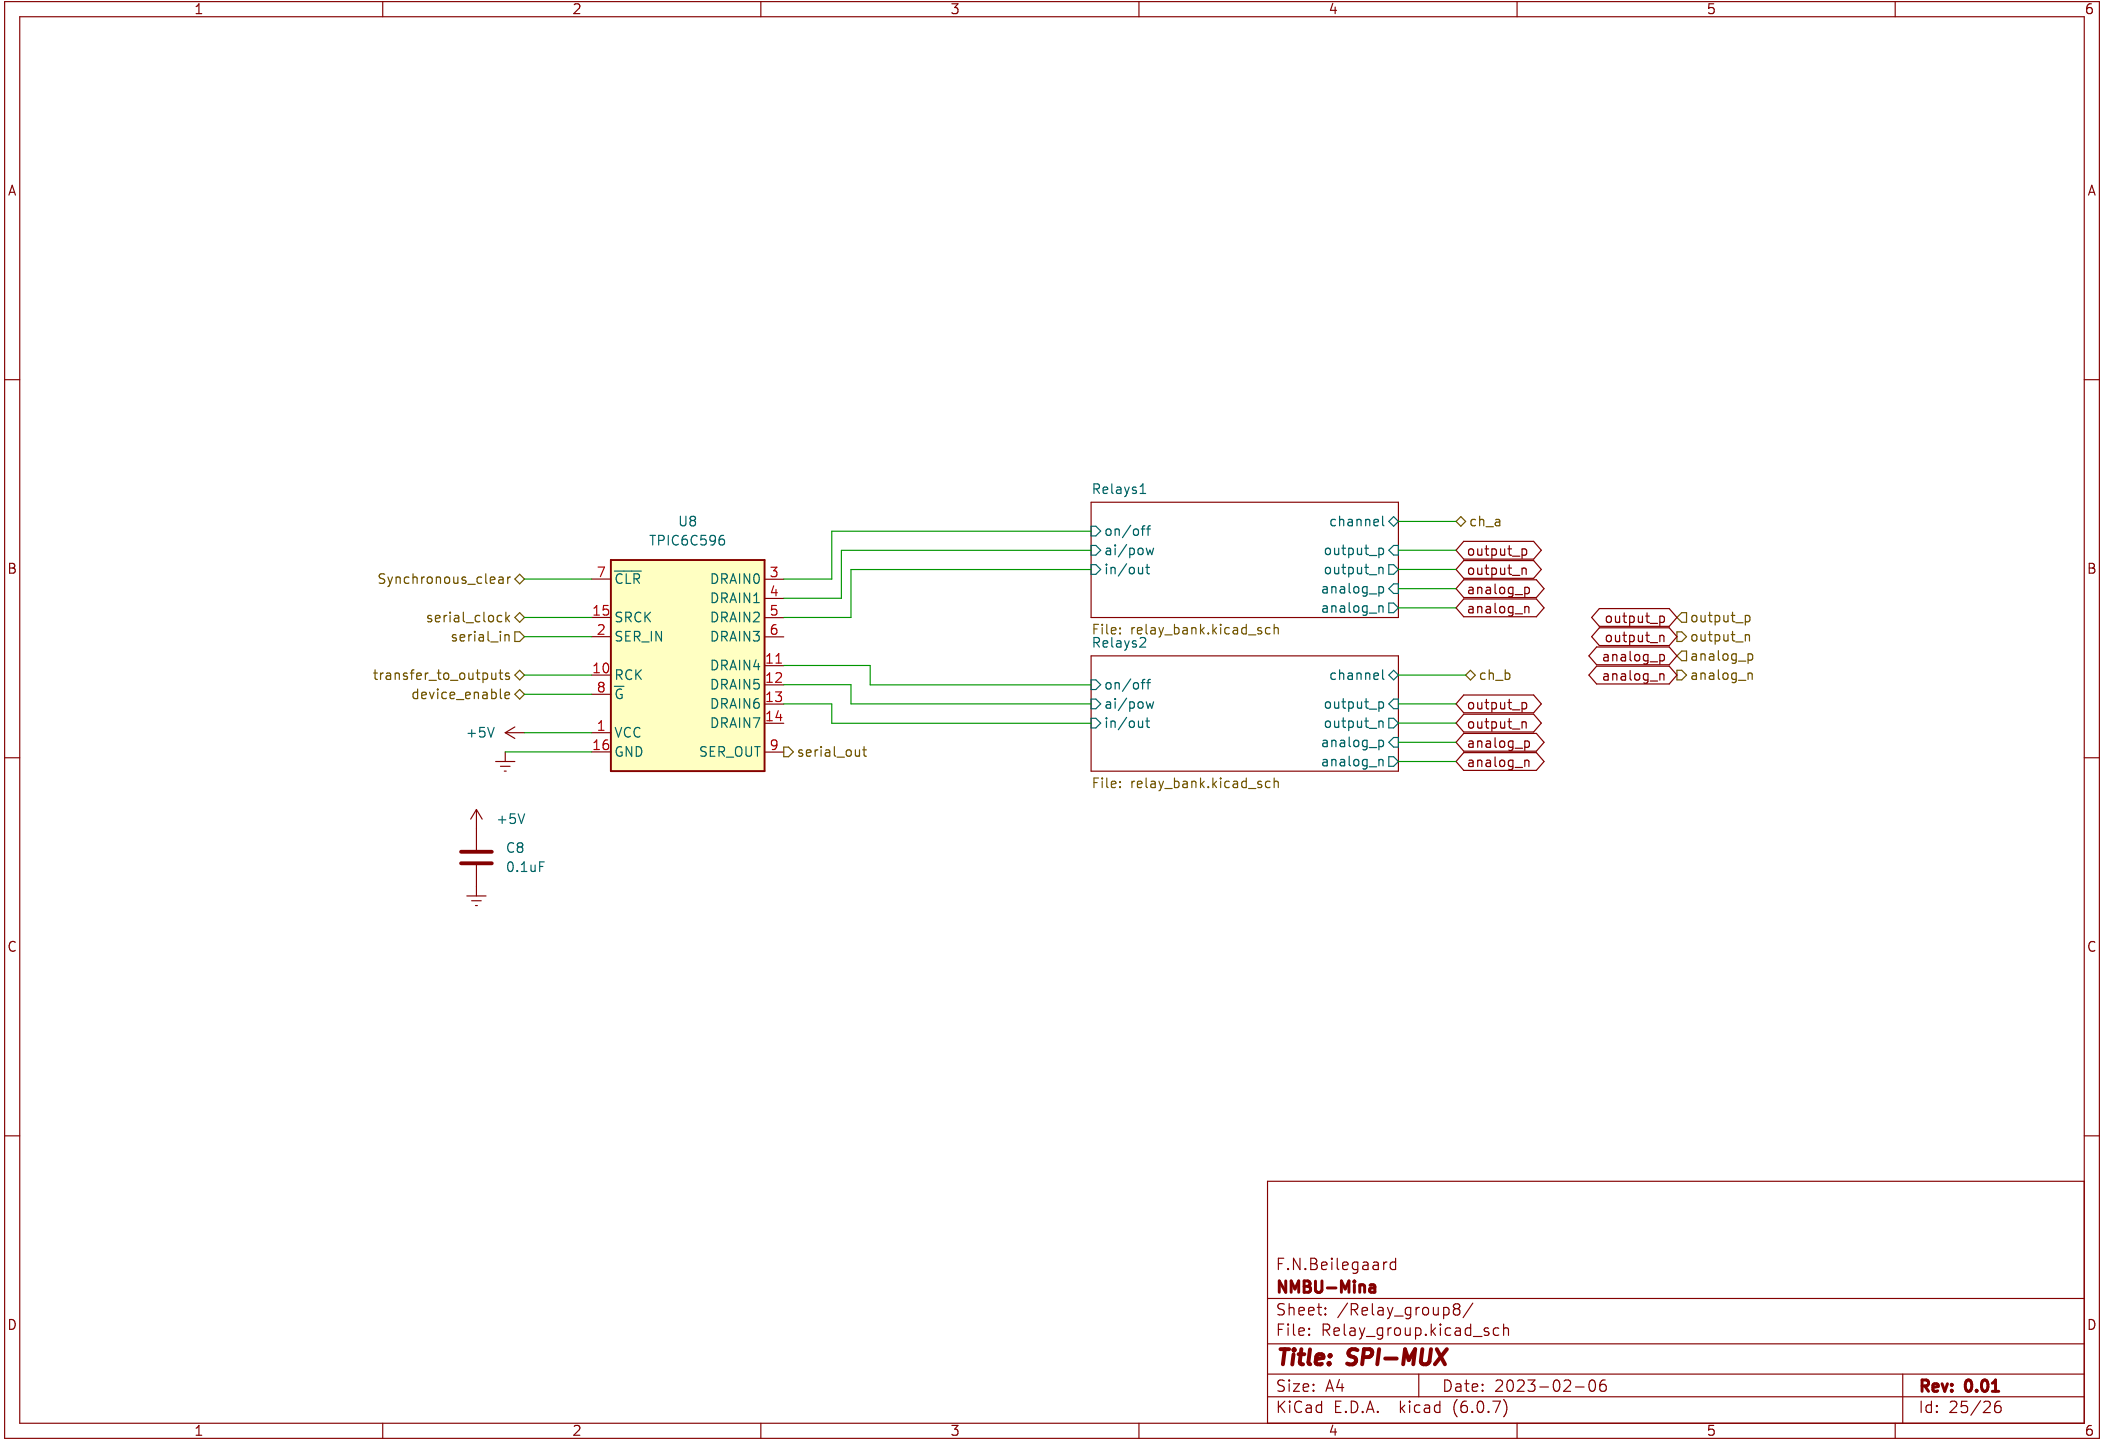 1 2 3 4 5 6
A A
B B
C C
D D
U8
TPIC6C596
Synchronous_clear
serial_clock
serial_in
transfer_to_outputs
device_enable
+5V
7 CLR
15 SRCK
2 SER_IN
10 RCK
8 G
1 VCC
16 GND
DRAIN0 3
DRAIN1 4
DRAIN2 5
DRAIN3 6
DRAIN4 11
DRAIN5 12
DRAIN6 13
DRAIN7 14
SER_OUT 9 serial_out
+5V
C8
0.1uF
Relays1
on/off
ai/pow
in/out
channel ch_a
output_p output_p
output_n output_n
analog_p analog_p
analog_n analog_n
File: relay_bank.kicad_sch
Relays2
on/off
ai/pow
in/out
channel ch_b
output_p output_p
output_n output_n
analog_p analog_p
analog_n analog_n
File: relay_bank.kicad_sch
output_p output_p
output_n output_n
analog_p analog_p
analog_n analog_n
F.N.Beilegaard
NMBU-Mina
Sheet: /Relay_group8/
File: Relay_group.kicad_sch
Title: SPI-MUX
Size: A4 Date: 2023-02-06 Rev: 0.01
KiCad E.D.A. kicad (6.0.7) Id: 25/26
1 2 3 4 5 6